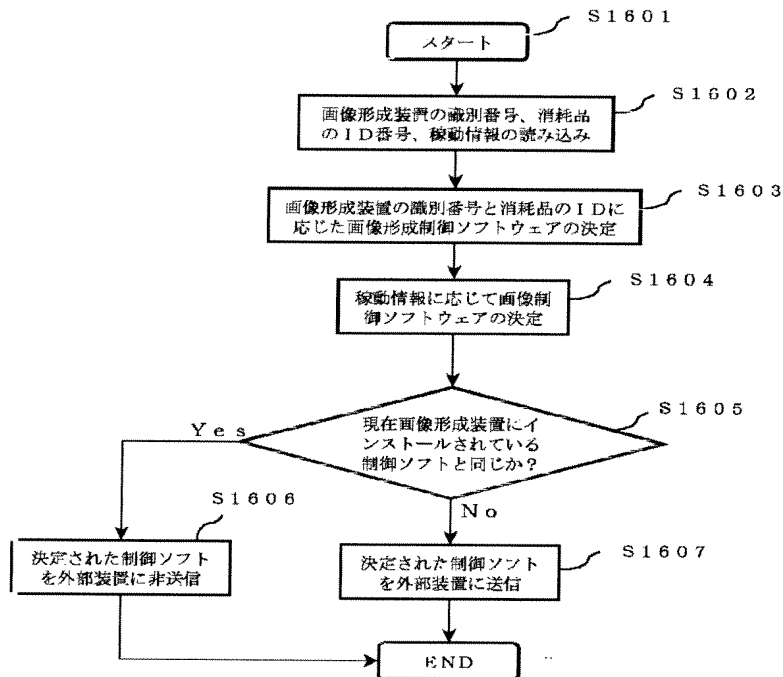 S1601
スタート
S1602
画像形成装置の識別番号、消耗品
のID番号、稼動情報の読み込み
S1603
画像形成装置の識別番号と消耗品のIDに
応じた画像形成制御ソフトウェアの決定
S1604
稼動情報に応じて画像制
御ソフトウェアの決定
S1605
現在画像形成装置にイ
ンストールされている
制御ソフトと同じか？
Yes
No
S1606
決定された制御ソフト
を外部装置に非送信
S1607
決定された制御ソフト
を外部装置に送信
END